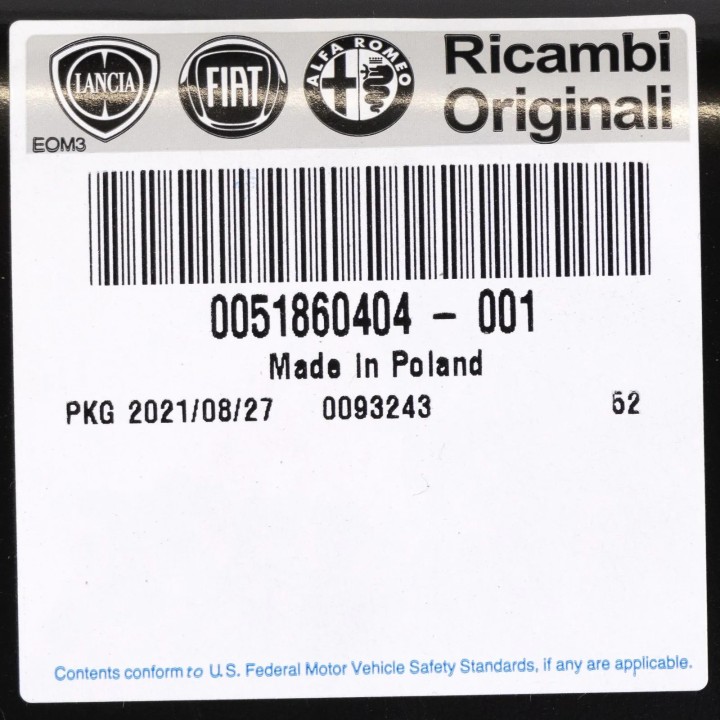 LANCIA FIAT ALFA ROMEO Ricambi
Originali
EOM3
0051860404 - 001
Made in Poland
PKG 2021/08/27 0093243 62
Contents conform to U.S. Federal Motor Vehicle Safety Standards, if any are applicable.